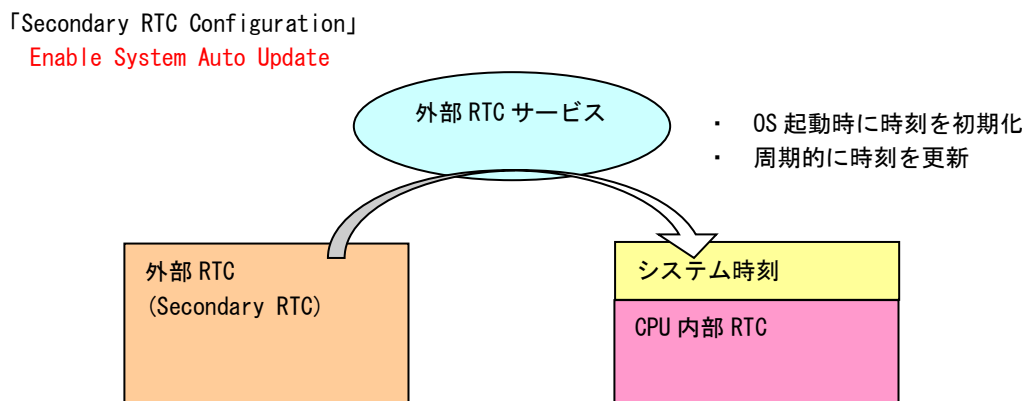 「Secondary RTC Configuration」
Enable System Auto Update
外部 RTC サービス
・ OS 起動時に時刻を初期化
・ 周期的に時刻を更新
外部 RTC
(Secondary RTC)
システム時刻
CPU 内部 RTC